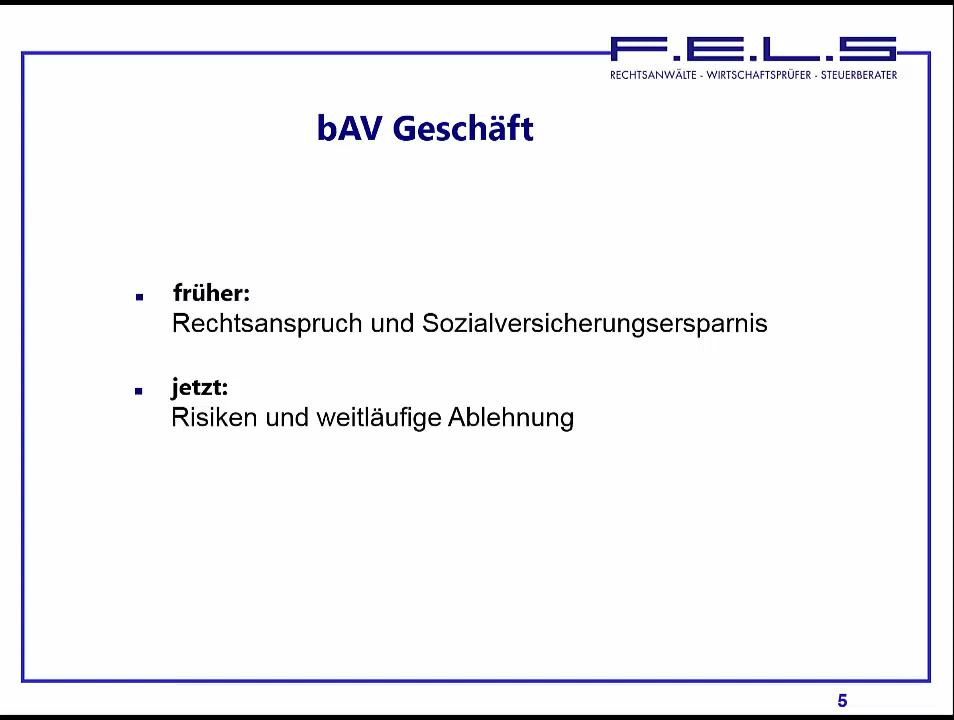 F.E.L.S
RECHTSANWÄLTE - WIRTSCHAFTSPRÜFER - STEUERBERATER
bAV Geschäft
früher:
Rechtsanspruch und Sozialversicherungsersparnis
jetzt:
Risiken und weitläufige Ablehnung
5